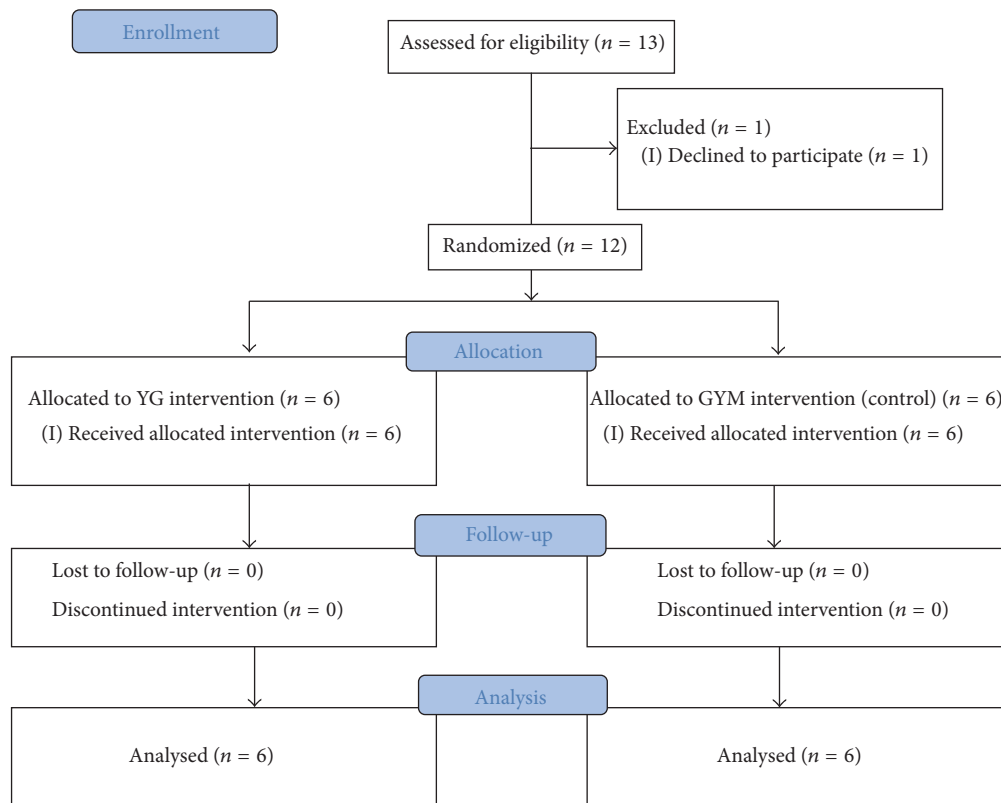 Enrollment
Assessed for eligibility (n = 13)
Excluded (n = 1)
(I) Declined to participate (n = 1)
Randomized (n = 12)
Allocation
Allocated to YG intervention (n = 6)
(I) Received allocated intervention (n = 6)
Allocated to GYM intervention (control) (n = 6)
(I) Received allocated intervention (n = 6)
Follow-up
Lost to follow-up (n = 0)
Discontinued intervention (n = 0)
Lost to follow-up (n = 0)
Discontinued intervention (n = 0)
Analysis
Analysed (n = 6)
Analysed (n = 6)